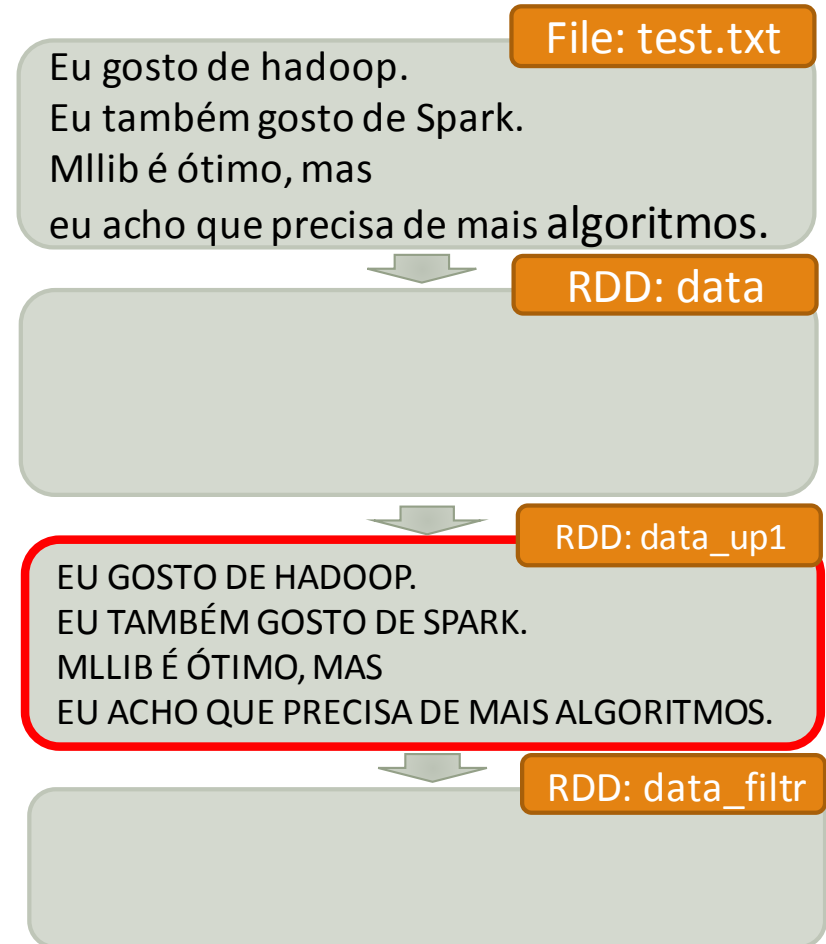 File: test.txt
Eu gosto de hadoop.
Eu também gosto de Spark.
Mllib é ótimo, mas
eu acho que precisa de mais algoritmos.
RDD: data
RDD: data_up1
EU GOSTO DE HADOOP.
EU TAMBÉM GOSTO DE SPARK.
MLLIB É ÓTIMO, MAS
EU ACHO QUE PRECISA DE MAIS ALGORITMOS.
RDD: data_filtr